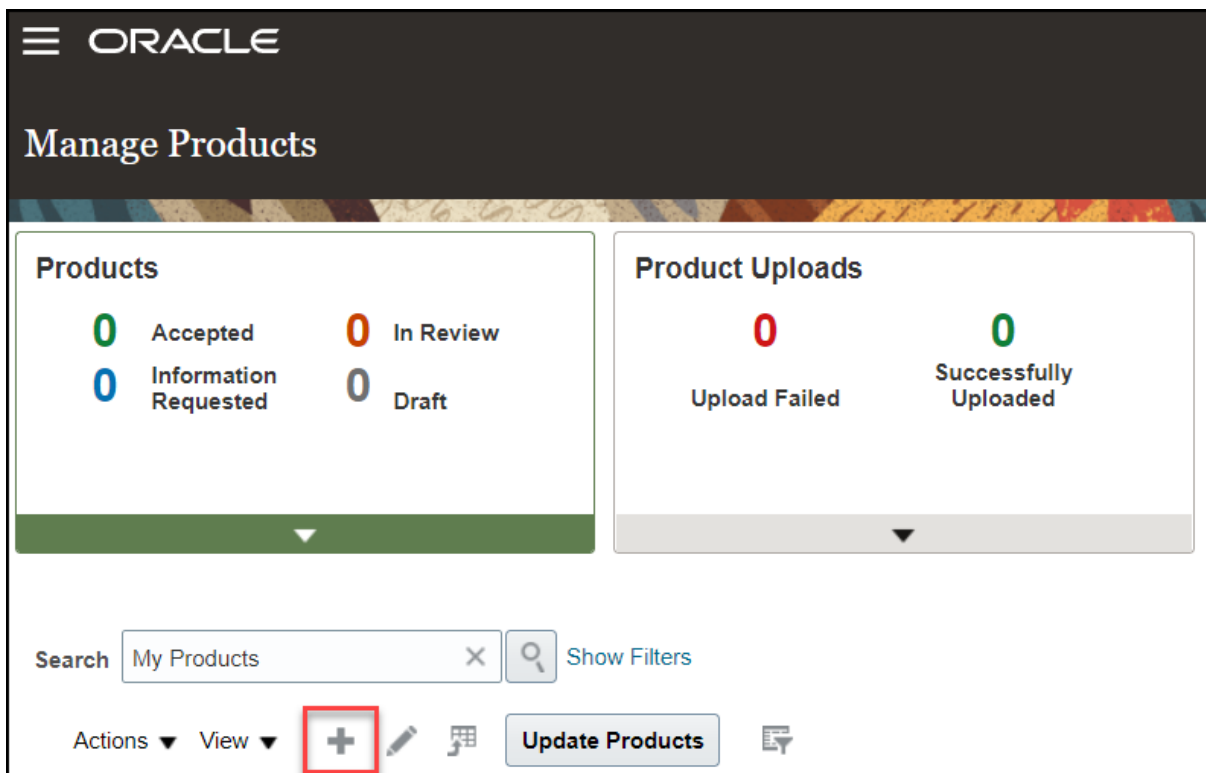 ORACLE
Manage Products
Products
0 Accepted
0 In Review
0 Information Requested
0 Draft
Product Uploads
0
Upload Failed
0
Successfully
Uploaded
Search My Products Show Filters
Actions View Update Products